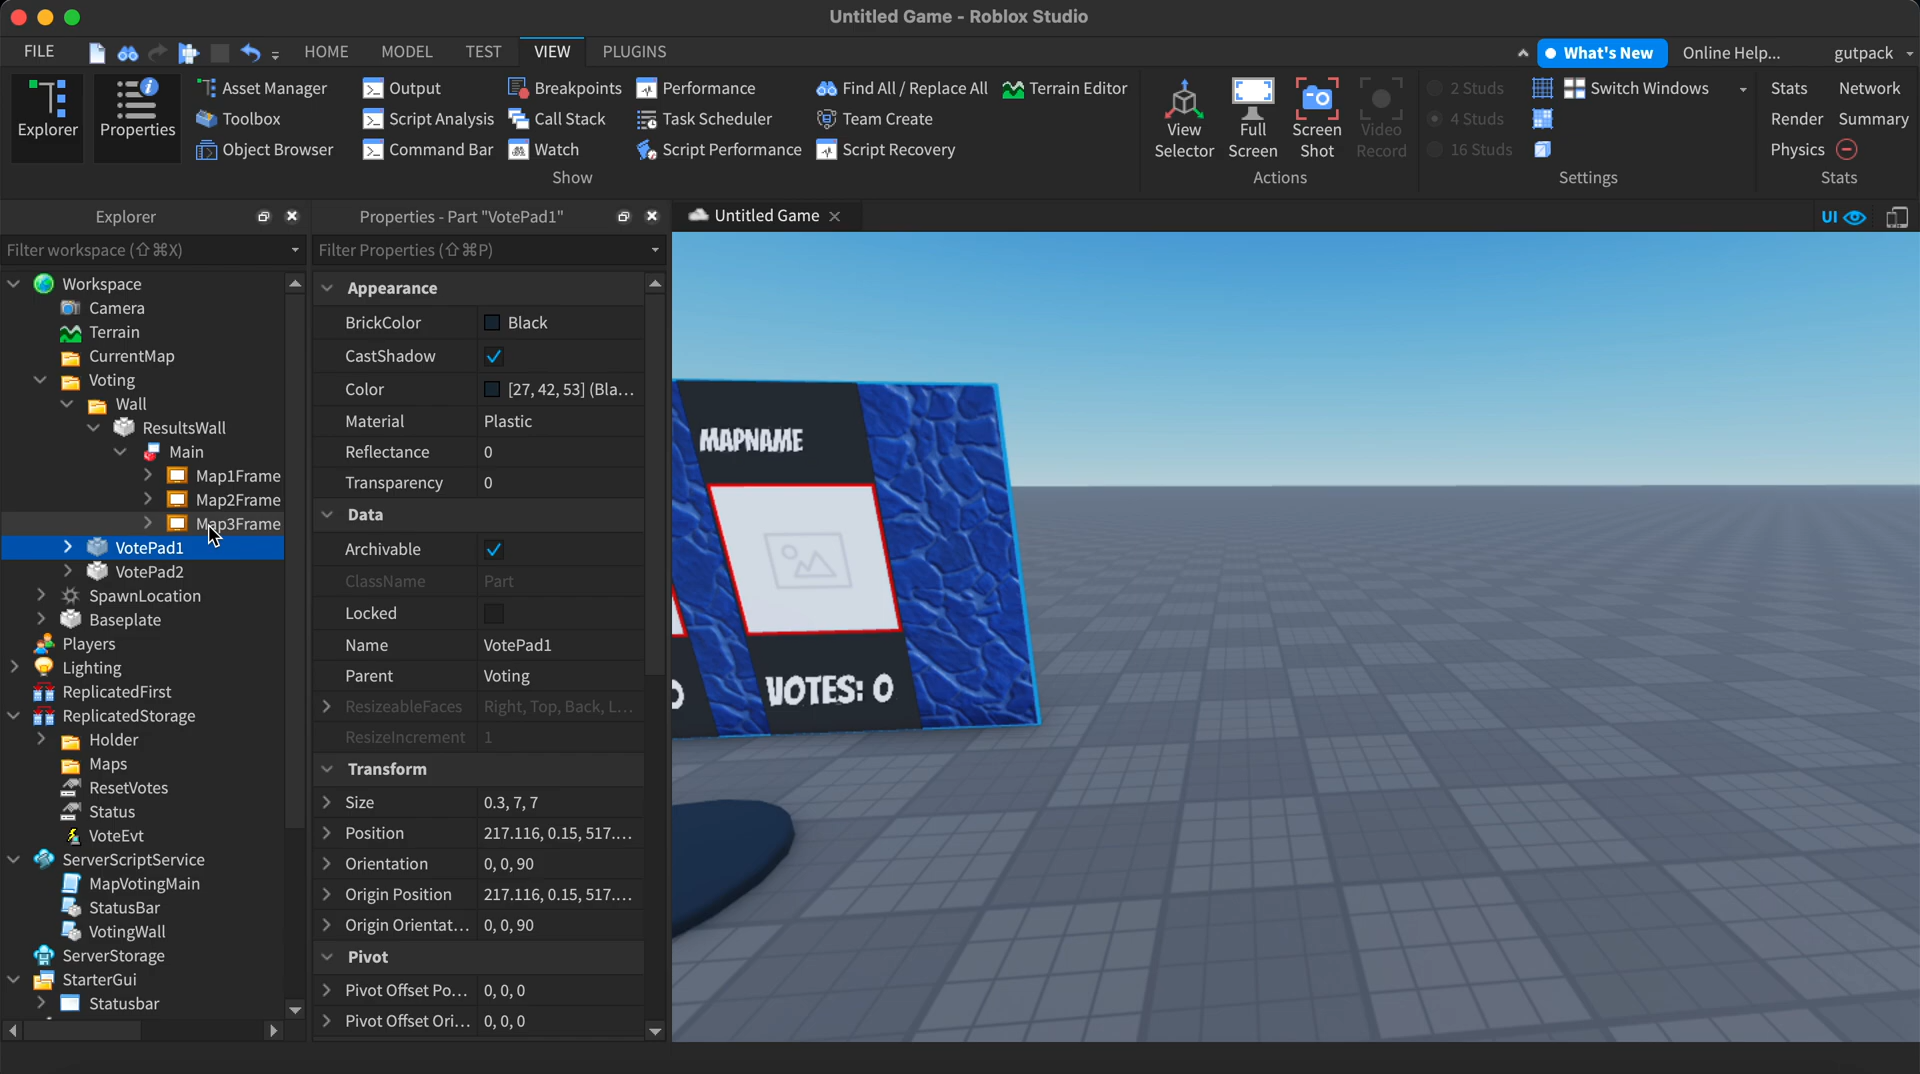 Untitled Game - Roblox Studio
FILE HOME MODEL TEST VIEW PLUGINS What's New Online Help... gutpack
Explorer
Properties
Asset Manager
Toolbox
Object Browser
Output
Script Analysis
Command Bar
Breakpoints
Call Stack
Watch
Performance
Task Scheduler
Script Performance
Find All / Replace All
Team Create
Script Recovery
Terrain Editor
Show
View
Selector
Full
Screen
Screen
Shot
Video
Record
Actions
2 Studs
4 Studs
16 Studs
Switch Windows
Settings
Stats Network
Render Summary
Physics
Stats
Explorer
Filter workspace (⇧⌘X)
Workspace
Camera
Terrain
CurrentMap
Voting
Wall
ResultsWall
Main
Map1Frame
Map2Frame
Map3Frame
VotePad1
VotePad2
SpawnLocation
Baseplate
Players
Lighting
ReplicatedFirst
ReplicatedStorage
Holder
Maps
ResetVotes
Status
VoteEvt
ServerScriptService
MapVotingMain
StatusBar
VotingWall
ServerStorage
StarterGui
Statusbar
Properties - Part "VotePad1"
Filter Properties (⇧⌘P)
Appearance
BrickColor Black
CastShadow
Color [27, 42, 53] (Bla...
Material Plastic
Reflectance 0
Transparency 0
Data
Archivable
ClassName Part
Locked
Name VotePad1
Parent Voting
ResizeableFaces Right, Top, Back, L...
ResizeIncrement 1
Transform
Size 0.3, 7, 7
Position 217.116, 0.15, 517....
Orientation 0, 0, 90
Origin Position 217.116, 0.15, 517....
Origin Orientat... 0, 0, 90
Pivot
Pivot Offset Po... 0, 0, 0
Pivot Offset Ori... 0, 0, 0
Untitled Game
UI
MAPNAME
0
VOTES: 0